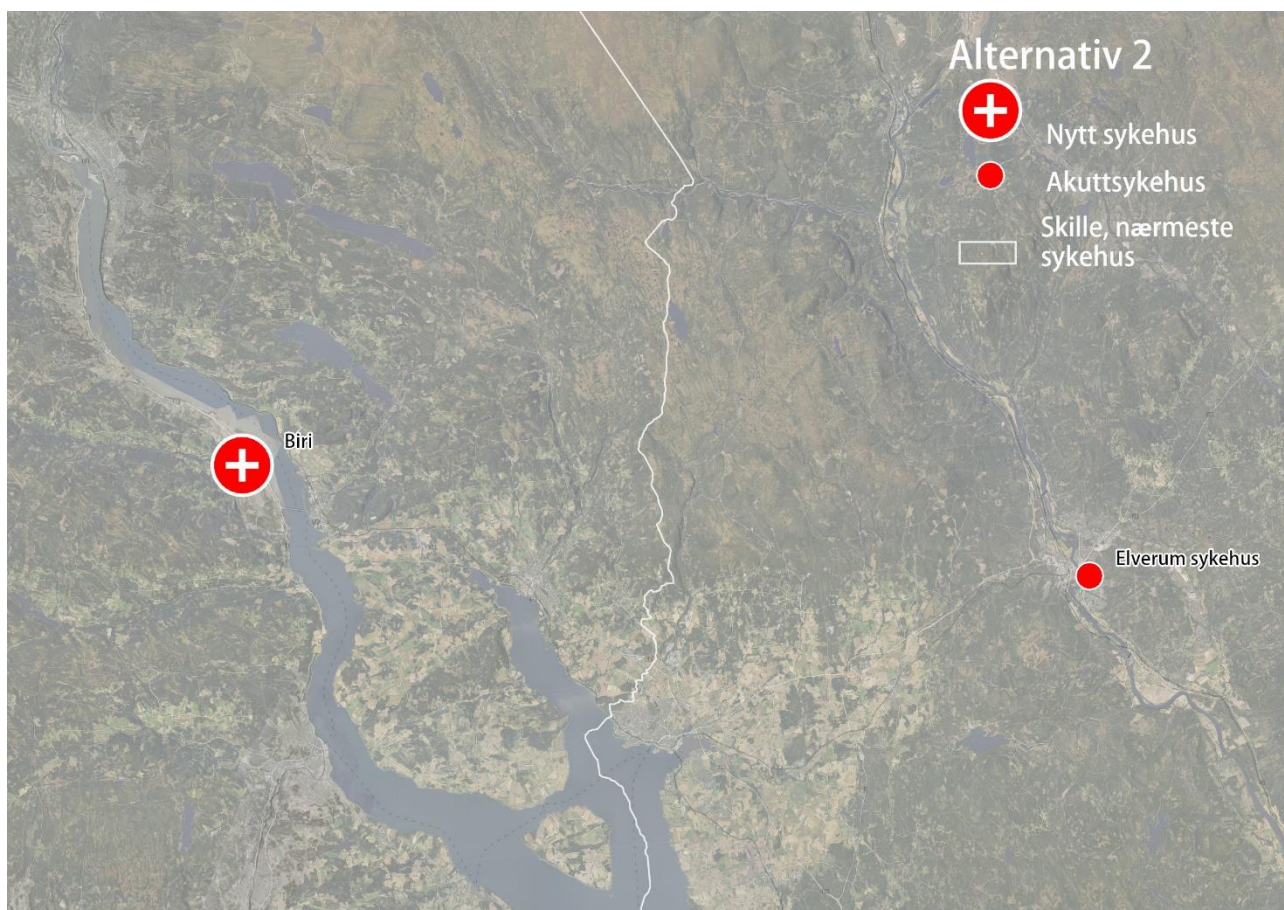 Alternativ 2
Nytt sykehus
Akuttsykehus
Skille, nærmeste
sykehus
Biri
Elverum sykehus